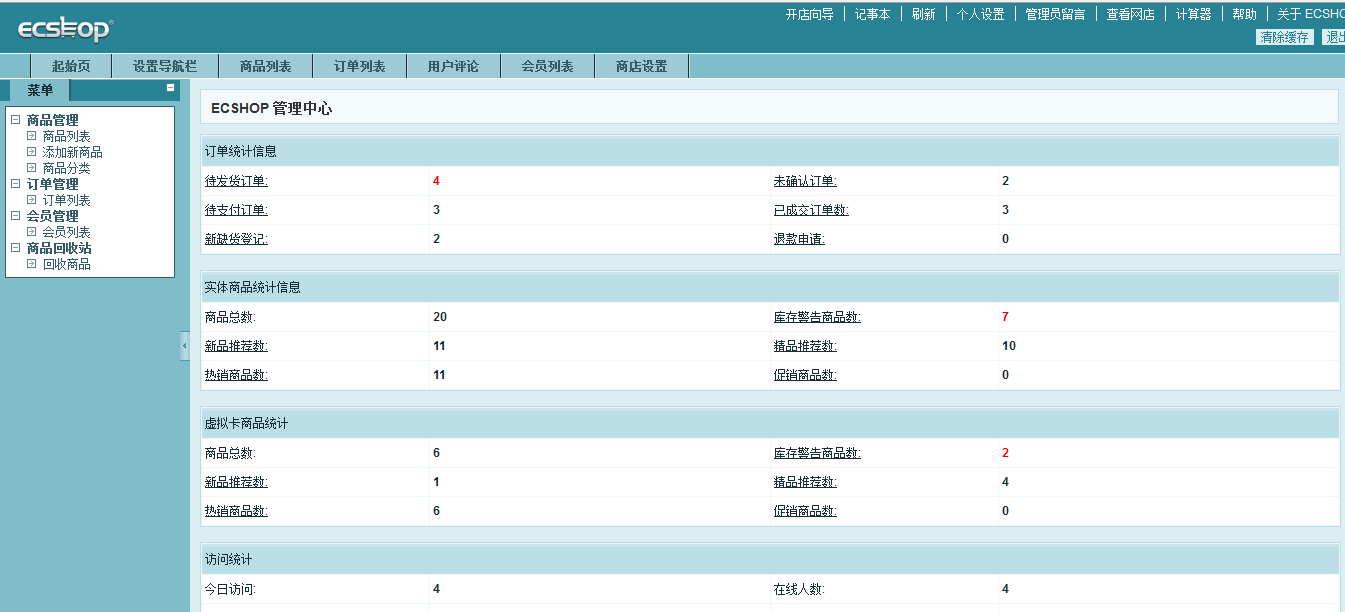 ecshop®
开店向导 记事本 刷新 个人设置 管理员留言 查看网店 计算器 帮助 关于 ECSHO
清除缓存 退出
起始页 设置导航栏 商品列表 订单列表 用户评论 会员列表 商店设置
菜单
商品管理
商品列表
添加新商品
商品分类
订单管理
订单列表
会员管理
会员列表
商品回收站
回收商品
ECSHOP 管理中心
订单统计信息
待发货订单: 4 未确认订单: 2
待支付订单: 3 已成交订单数: 3
新缺货登记: 2 退款申请: 0
实体商品统计信息
商品总数: 20 库存警告商品数: 7
新品推荐数: 11 精品推荐数: 10
热销商品数: 11 促销商品数: 0
虚拟卡商品统计
商品总数: 6 库存警告商品数: 2
新品推荐数: 1 精品推荐数: 4
热销商品数: 6 促销商品数: 0
访问统计
今日访问: 4 在线人数: 4